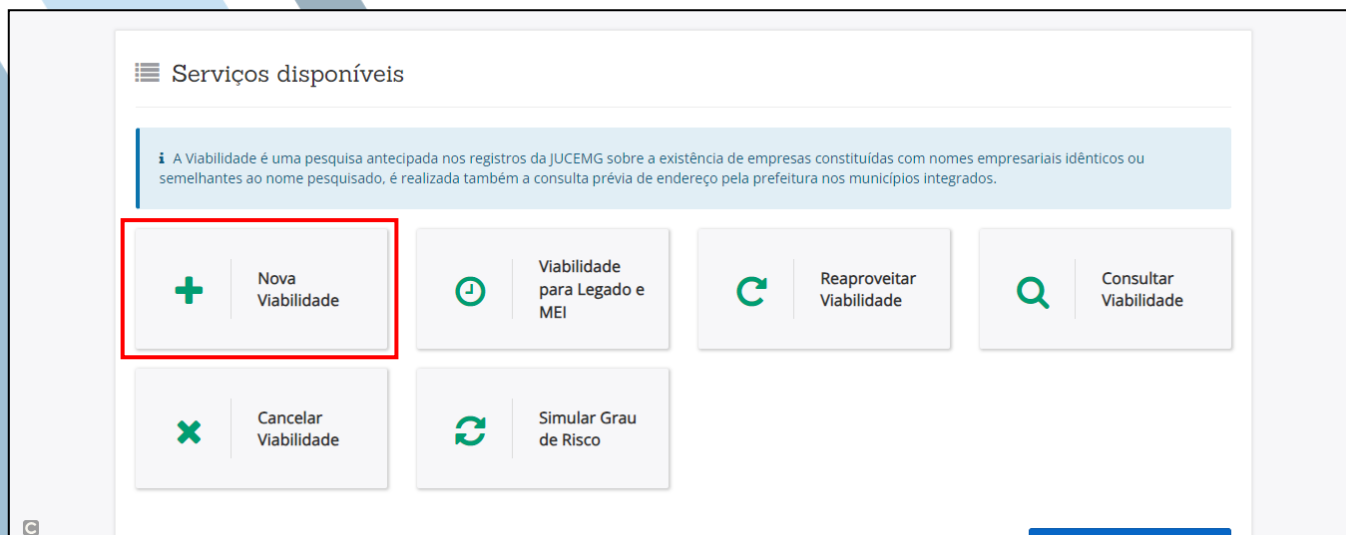 Serviços disponíveis
i A Viabilidade é uma pesquisa antecipada nos registros da JUCEMG sobre a existência de empresas constituídas com nomes empresariais idênticos ou
semelhantes ao nome pesquisado, é realizada também a consulta prévia de endereço pela prefeitura nos municípios integrados.
Nova
Viabilidade
Viabilidade
para Legado e
MEI
Reaproveitar
Viabilidade
Consultar
Viabilidade
Cancelar
Viabilidade
Simular Grau
de Risco
C